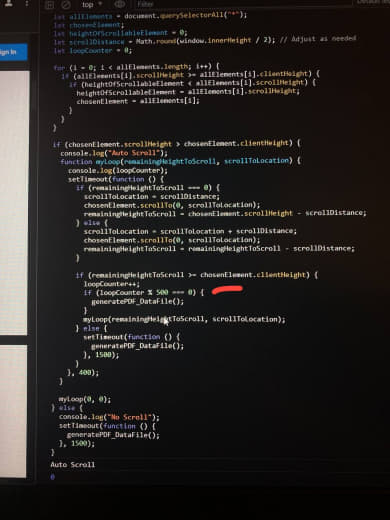 top
Filter
Sign In
let allElements = document.querySelectorAll("*");
let chosenElement;
let heightOfScrollableElement = 0;
let scrollDistance = Math.round(window.innerHeight / 2); // Adjust as needed
let loopCounter = 0;
for (i = 0; i < allElements.length; i++) {
if (allElements[i].scrollHeight >= allElements[i].clientHeight) {
if (heightOfScrollableElement < allElements[i].scrollHeight) {
heightOfScrollableElement = allElements[i].scrollHeight;
chosenElement = allElements[i];
}
}
}
if (chosenElement.scrollHeight > chosenElement.clientHeight) {
console.log("Auto Scroll");
function myLoop(remainingHeightToScroll, scrollToLocation) {
console.log(loopCounter);
setTimeout(function () {
if (remainingHeightToScroll === 0) {
scrollToLocation = scrollDistance;
chosenElement.scrollTo(0, scrollToLocation);
remainingHeightToScroll = chosenElement.scrollHeight - scrollDistance;
} else {
scrollToLocation = scrollToLocation + scrollDistance;
chosenElement.scrollTo(0, scrollToLocation);
remainingHeightToScroll = remainingHeightToScroll - scrollDistance;
}
if (remainingHeightToScroll >= chosenElement.clientHeight) {
loopCounter++;
if (loopCounter % 500 === 0) {
generatePDF_DataFile();
}
myLoop(remainingHeightToScroll, scrollToLocation);
} else {
setTimeout(function () {
generatePDF_DataFile();
}, 1500);
}
}, 400);
}
myLoop(0, 0);
} else {
console.log("No Scroll");
setTimeout(function () {
generatePDF_DataFile();
}, 1500);
}
Auto Scroll
0